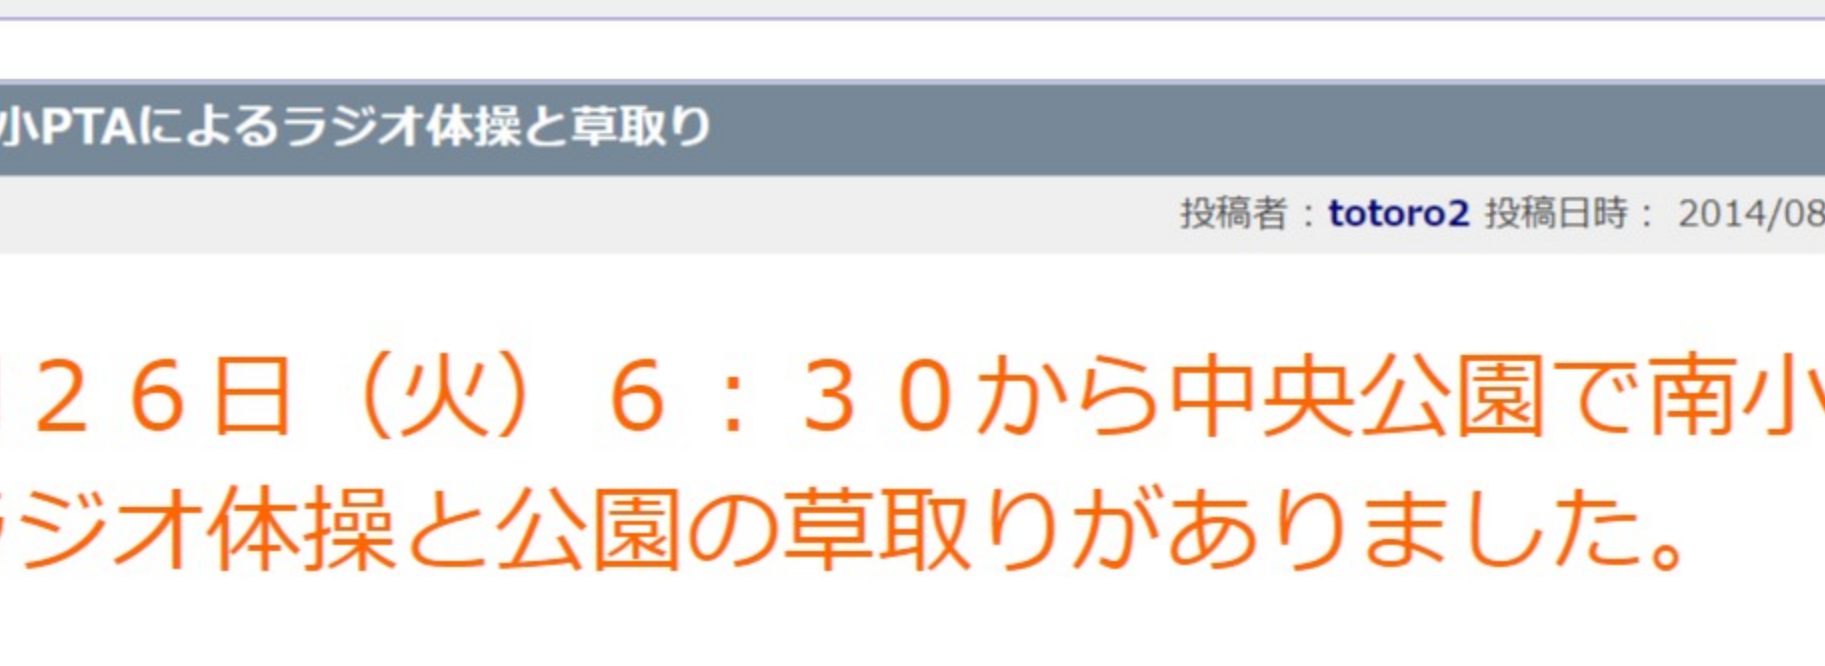 小PTAによるラジオ体操と草取り
投稿者：totoro2 投稿日時： 2014/08
２６日（火）６：３０から中央公園で南小
ジオ体操と公園の草取りがありました。